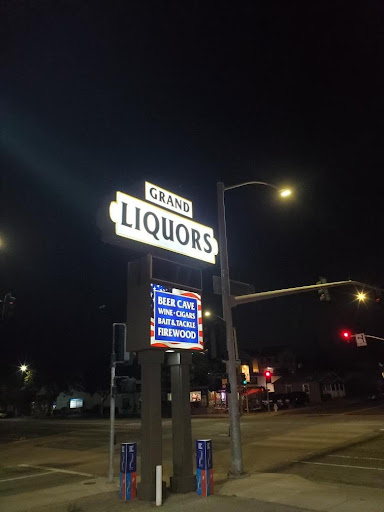 GRAND
LIQUORS
BEER CAVE
WINE • CIGARS
BAIT & TACKLE
FIREWOOD